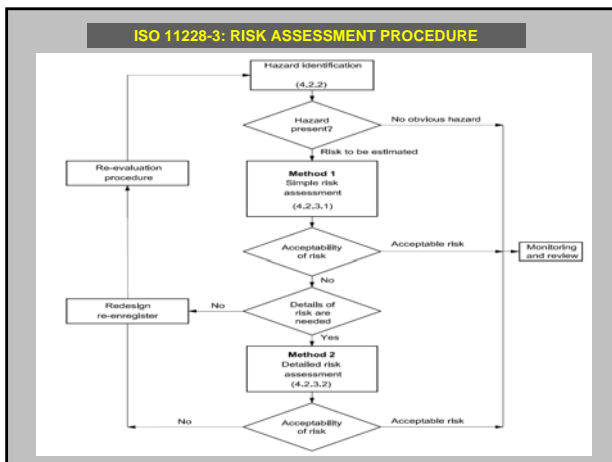 ISO 11228-3: RISK ASSESSMENT PROCEDURE
Hazard identification
(4,2,2)
Hazard
present?
No obvious hazard
Risk to be estimated
Re-evaluation
procedure
Method 1
Simple risk
assessment
(4,2,3,1)
Acceptability
of risk
Acceptable risk
Monitoring
and review
No
Redesign
re-enregister
No
Details of
risk are
needed
Yes
Method 2
Detailed risk
assessment
(4,2,3,2)
No
Acceptability
of risk
Acceptable risk